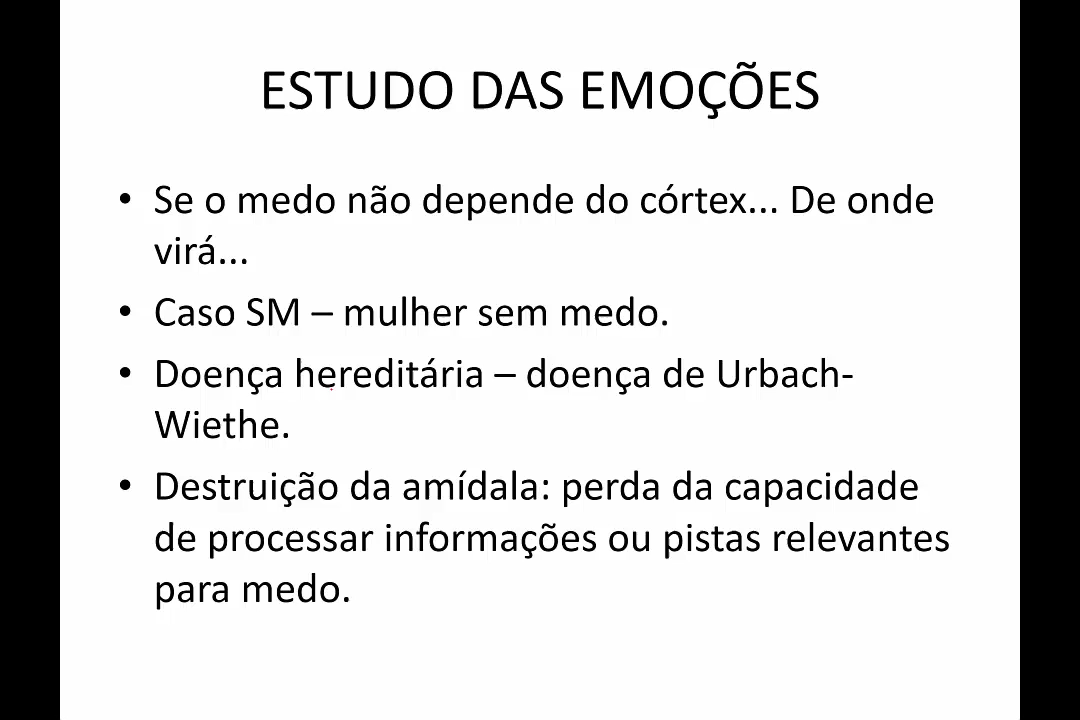 ESTUDO DAS EMOÇÕES
• Se o medo não depende do córtex... De onde
virá...
• Caso SM – mulher sem medo.
• Doença hereditária – doença de Urbach-
Wiethe.
• Destruição da amídala: perda da capacidade
de processar informações ou pistas relevantes
para medo.